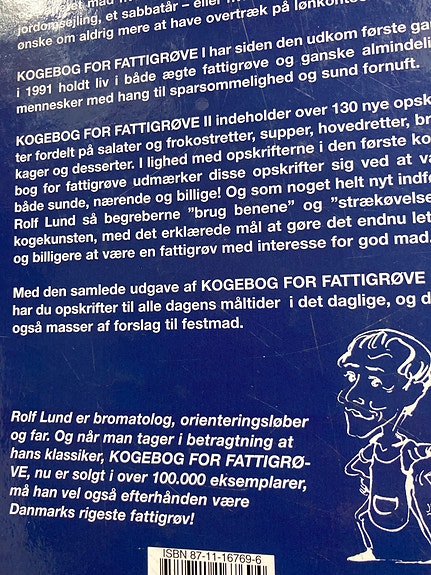 jordomsejling, et sabbatår – eller
ønske om aldrig mere at have overtræk på lønkontoe
KOGEBOG FOR FATTIGRØVE I har siden den udkom første ga
i 1991 holdt liv i både ægte fattigrøve og ganske almindeli
mennesker med hang til sparsommelighed og sund fornuft.
KOGEBOG FOR FATTIGRØVE II indeholder over 130 nye opskr
ter fordelt på salater og frokostretter, supper, hovedretter, br
kager og desserter. I lighed med opskrifterne i den første ko
bog for fattigrøve udmærker disse opskrifter sig ved at væ
både sunde, nærende og billige! Og som noget helt nyt indf
Rolf Lund så begreberne ”brug benene” og ”strækøvelse
kogekunsten, med det erklærede mål at gøre det endnu let
og billigere at være en fattigrøv med interesse for god mad.
Med den samlede udgave af KOGEBOG FOR FATTIGRØVE
har du opskrifter til alle dagens måltider i det daglige, og d
også masser af forslag til festmad.
Rolf Lund er bromatolog, orienteringsløber
og far. Og når man tager i betragtning at
hans klassiker, KOGEBOG FOR FATTIGRØ-
VE, nu er solgt i over 100.000 eksemplarer,
må han vel også efterhånden være
Danmarks rigeste fattigrøv!
ISBN 87-11-16769-6